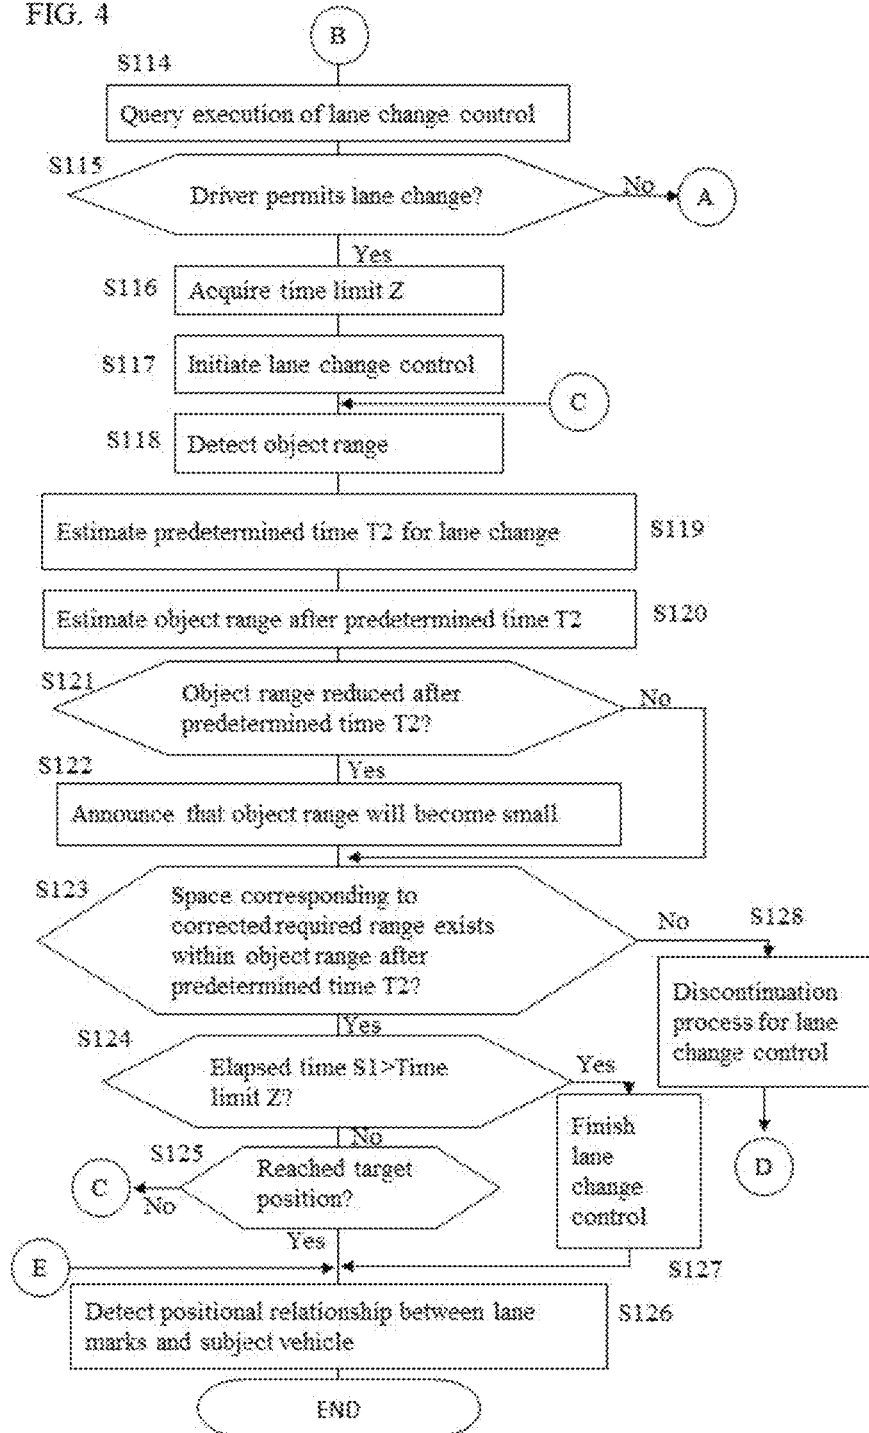 FIG. 4
B
S114
Query execution of lane change control
S115
Driver permits lane change?
No
A
Yes
S116
Acquire time limit Z
S117
Initiate lane change control
C
S118
Detect object range
Estimate predetermined time T2 for lane change
S119
Estimate object range after predetermined time T2
S120
S121
Object range reduced after
predetermined time T2?
No
S122
Yes
Announce that object range will become small
S123
Space corresponding to
corrected required range exists
within object range after
predetermined time T2?
No
S128
Discontinuation
process for lane
change control
Yes
S124
Elapsed time S1>Time
limit Z?
Yes
Finish
lane
change
control
No
D
S125
Reached target
position?
C
No
Yes
E
S127
Detect positional relationship between lane
marks and subject vehicle
S126
END